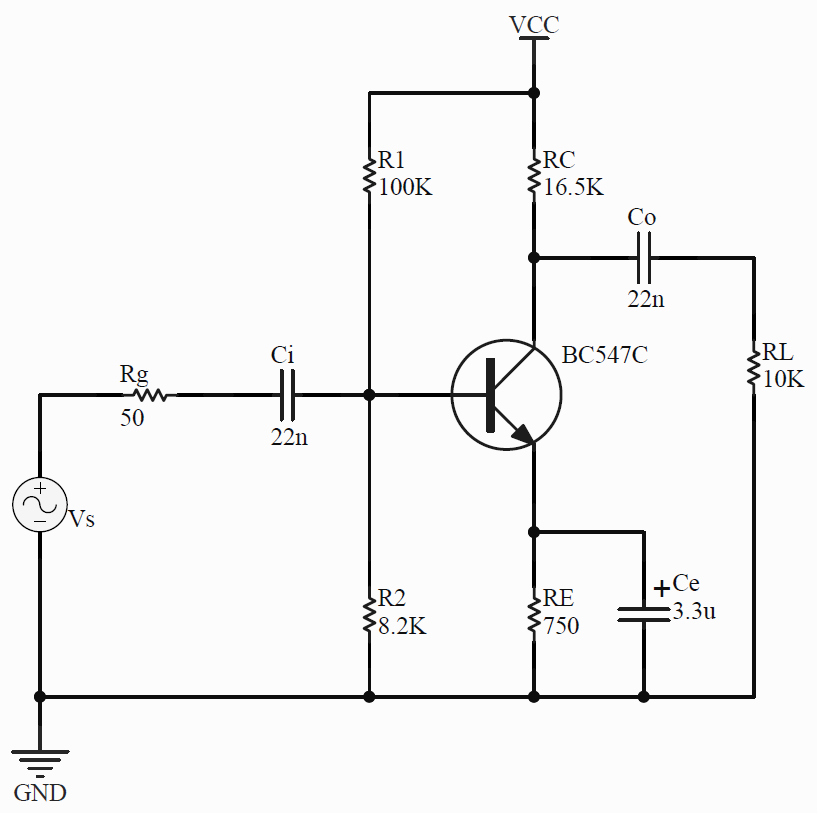 VCC
R1
100K
RC
16.5K
Co
22n
BC547C
RL
10K
Ci
22n
Rg
50
+
−
Vs
R2
8.2K
RE
750
+
Ce
3.3u
GND